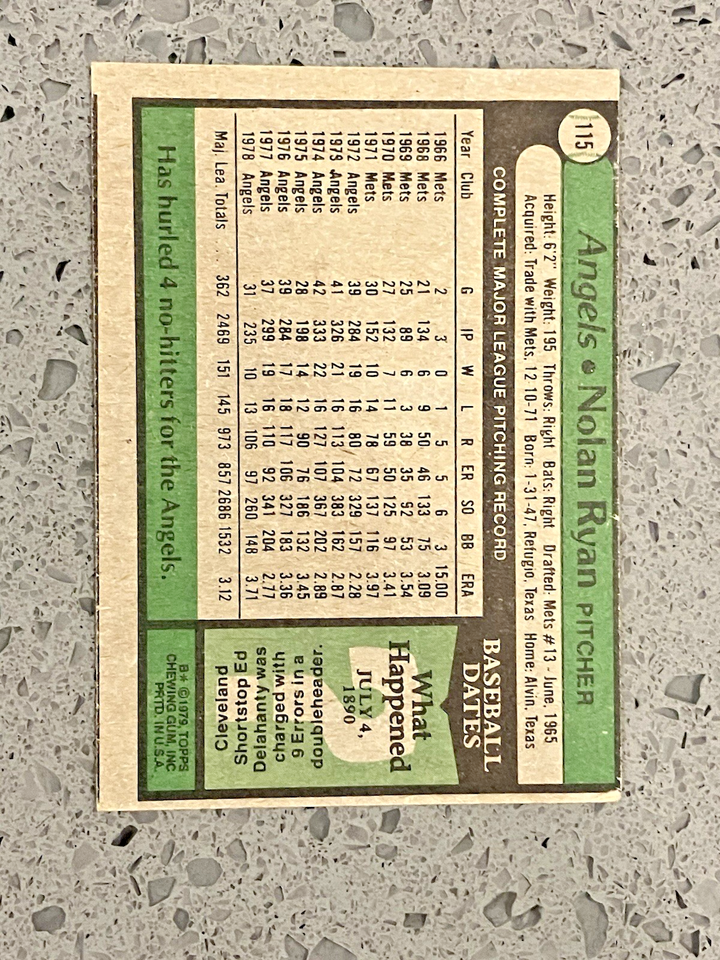 115
Angels • Nolan Ryan PITCHER
Height: 6'2" Weight: 195 Throws: Right Bats: Right Drafted: Mets #13 - June, 1965
Acquired: Trade with Mets, 12-10-71 Born: 1-31-47, Refugio, Texas Home: Alvin, Texas
COMPLETE MAJOR LEAGUE PITCHING RECORD
Year Club G IP W L R ER SO BB ERA
1966 Mets 2 3 0 1 5 5 6 3 15.00
1968 Mets 21 134 6 9 50 46 133 75 3.09
1969 Mets 25 89 6 3 38 35 92 53 3.54
1970 Mets 27 132 7 11 59 50 125 97 3.41
1971 Mets 30 152 10 14 78 67 137 116 3.97
1972 Angels 39 284 19 16 80 72 329 157 2.28
1973 Angels 41 326 21 16 113 104 383 162 2.87
1974 Angels 42 333 22 16 127 107 367 202 2.89
1975 Angels 28 198 14 12 90 76 186 132 3.45
1976 Angels 39 284 17 18 117 106 327 183 3.36
1977 Angels 37 299 19 16 110 92 341 204 2.77
1978 Angels 31 235 10 13 106 97 260 148 3.71
Maj. Lea. Totals . . . 362 2469 151 145 973 857 2686 1532 3.12
Has hurled 4 no-hitters for the Angels.
BASEBALL
DATES
What
Happened
JULY 4,
1890
Cleveland
Shortstop Ed
Delahanty was
charged with
9 Errors in a
doubleheader.
B* © 1979 TOPPS
CHEWING GUM, INC.
PRTD. IN U.S.A.